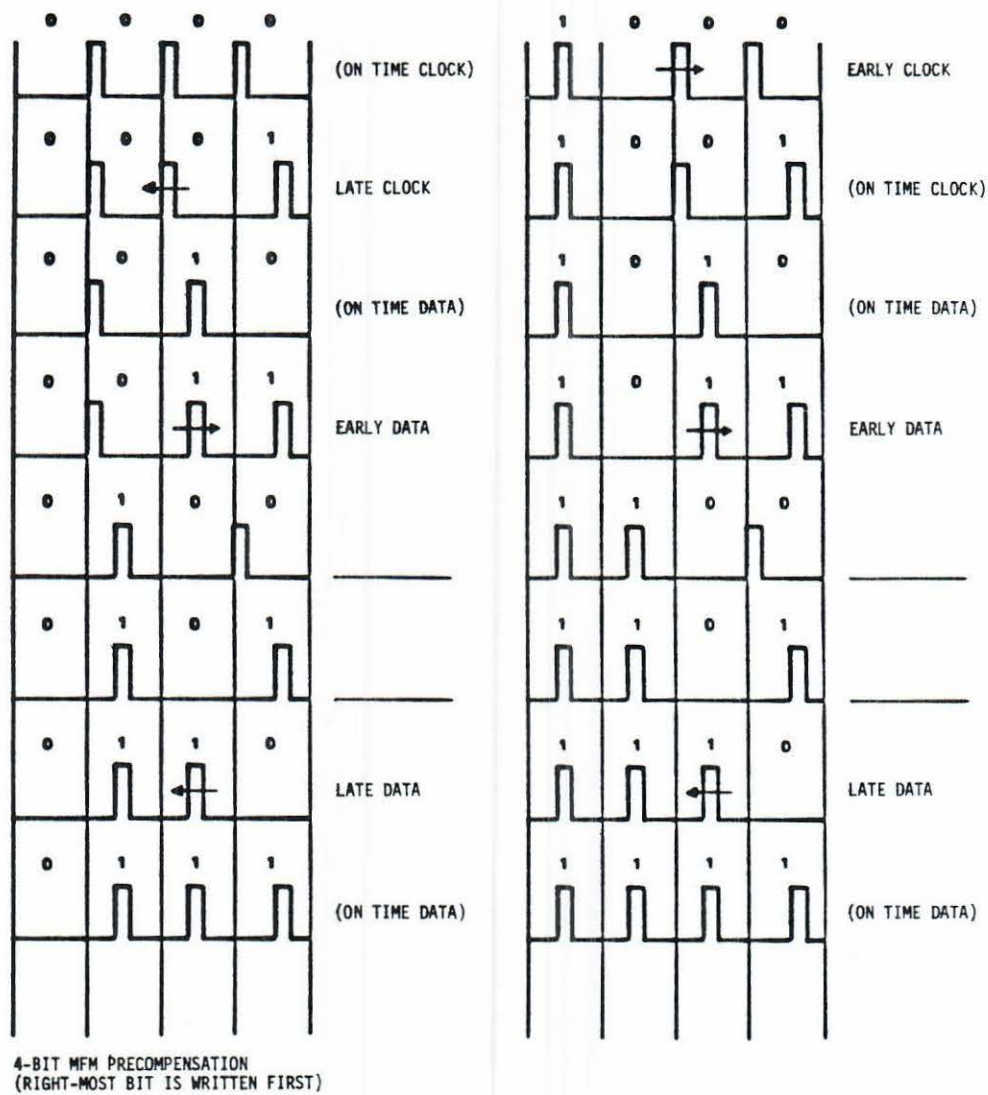 0 0 0 0
(ON TIME CLOCK)
0 0 0 1
LATE CLOCK
0 0 1 0
(ON TIME DATA)
0 0 1 1
EARLY DATA
0 1 0 0
0 1 0 1
0 1 1 0
LATE DATA
0 1 1 1
(ON TIME DATA)
1 0 0 0
EARLY CLOCK
1 0 0 1
(ON TIME CLOCK)
1 0 1 0
(ON TIME DATA)
1 0 1 1
EARLY DATA
1 1 0 0
1 1 0 1
1 1 1 0
LATE DATA
1 1 1 1
(ON TIME DATA)
4-BIT MFM PRECOMPENSATION
(RIGHT-MOST BIT IS WRITTEN FIRST)